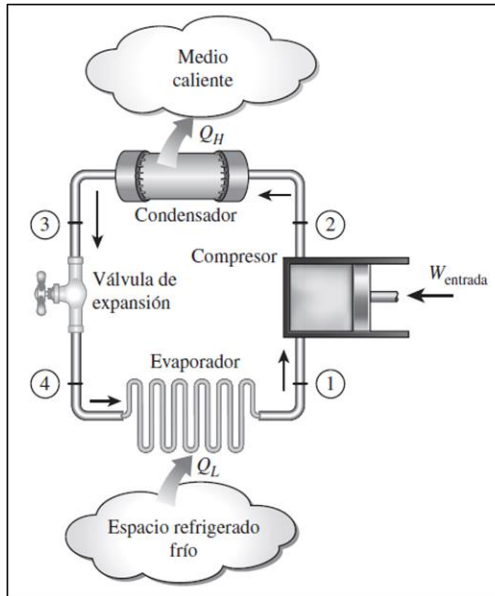 Medio
caliente
Q_H
Condensador
3
2
Compresor
W_entrada
Válvula de
expansión
Evaporador
4
1
Q_L
Espacio refrigerado
frío